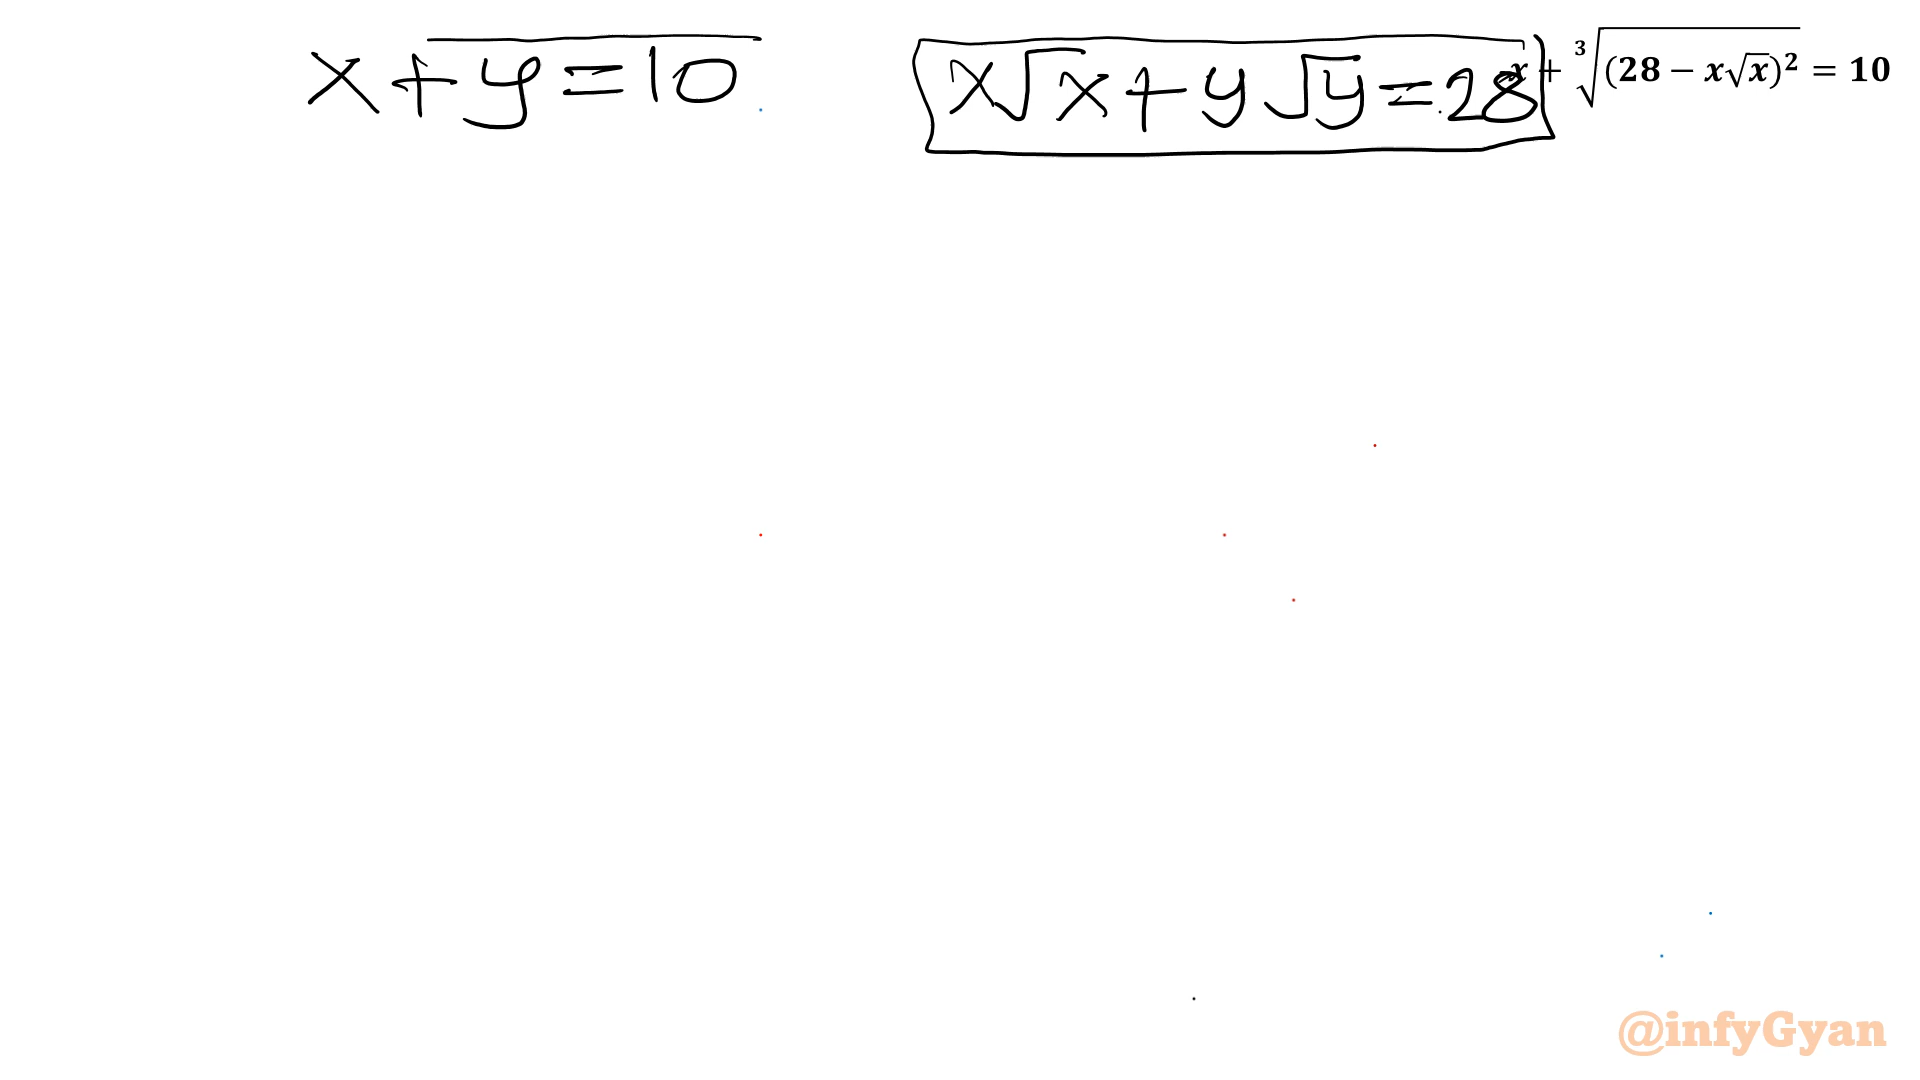 x + y = 10
x√x + y√y = 28
x + ∛(28 − x√x)² = 10
@infyGyan